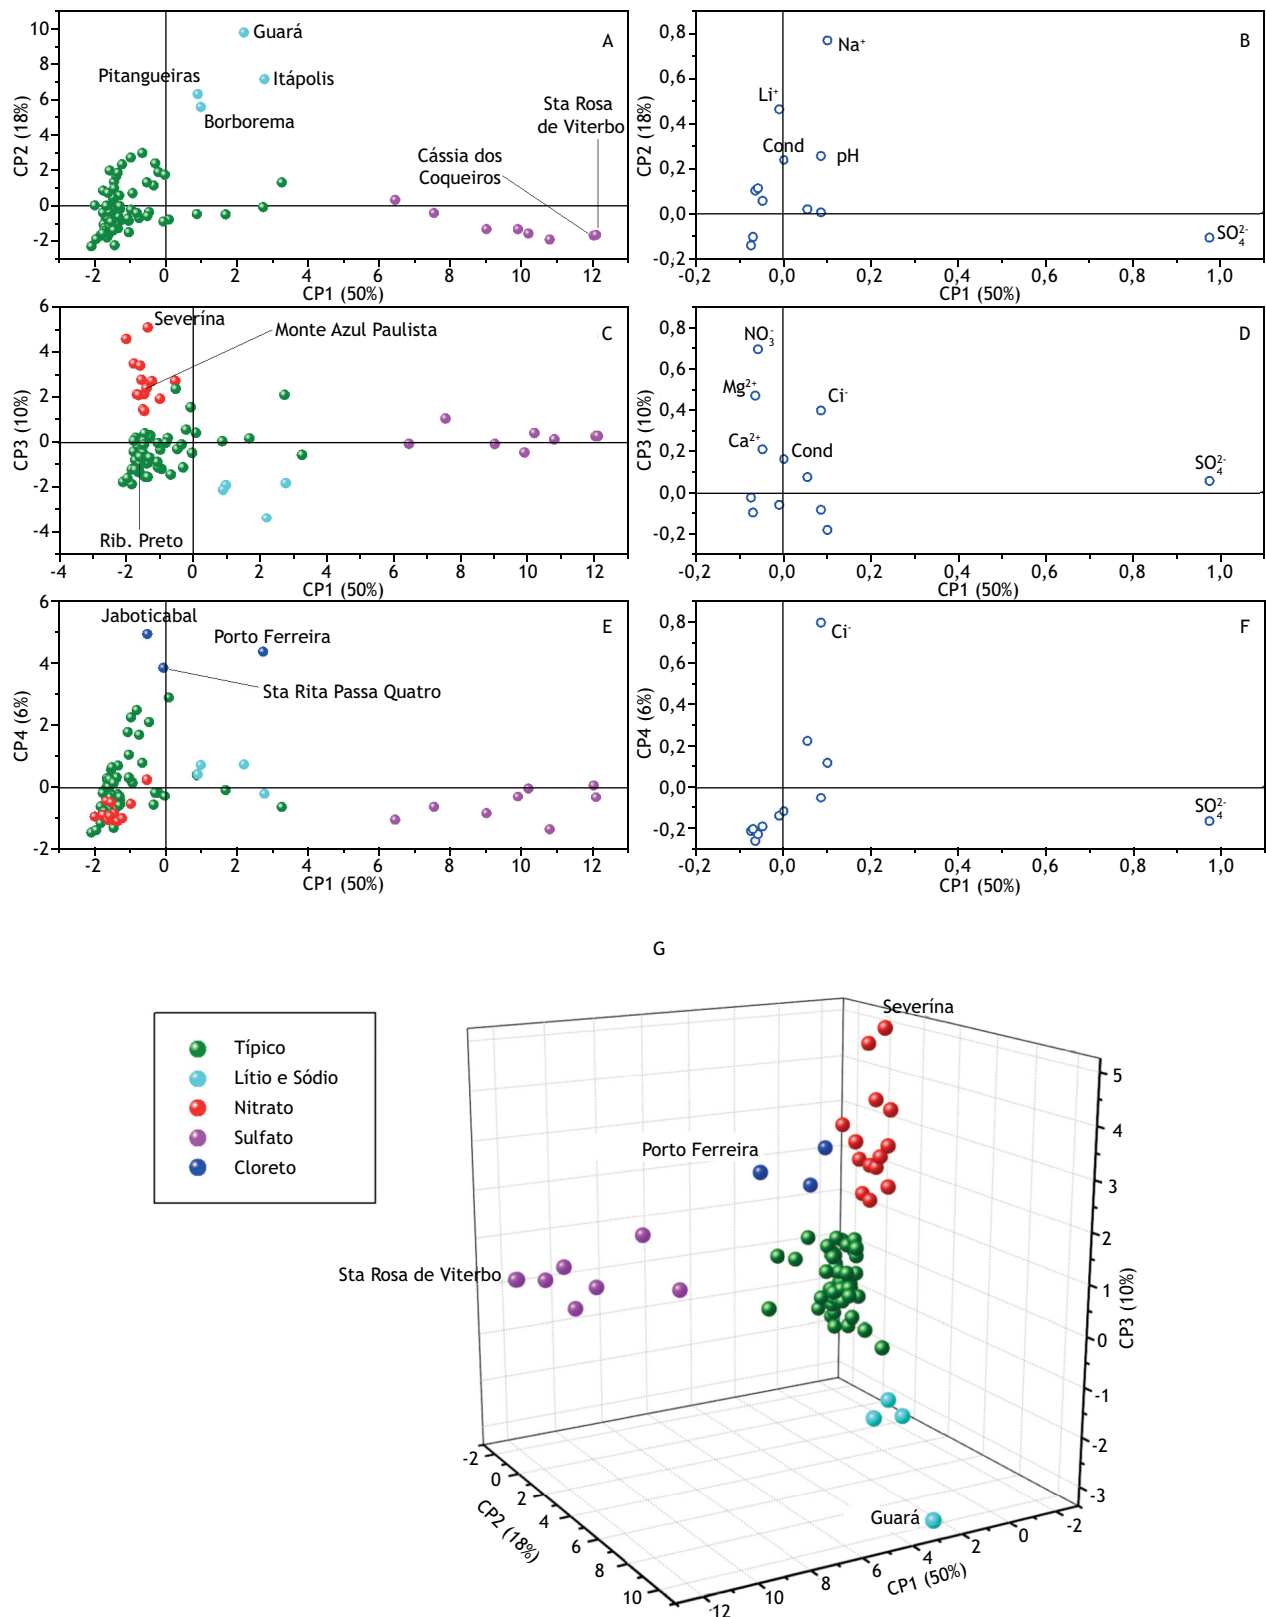 A
10
8
6
4
2
0
-2
CP2 (18%)
Guará
Pitangueiras
Itápolis
Borborema
Sta Rosa
de Viterbo
Cássia dos
Coqueiros
-2 0 2 4 6 8 10 12
CP1 (50%)
B
0,8
0,6
0,4
0,2
0,0
-0,2
CP2 (18%)
Na+
Li+
Cond
pH
SO4 2-
-0,2 0,0 0,2 0,4 0,6 0,8 1,0
CP1 (50%)
C
6
4
2
0
-2
-4
CP3 (10%)
Severína
Monte Azul Paulista
Rib. Preto
-4 -2 0 2 4 6 8 10 12
CP1 (50%)
D
0,8
0,6
0,4
0,2
0,0
-0,2
CP3 (10%)
NO3 -
Mg2+
Ci-
Ca2+
Cond
SO4 2-
-0,2 0,0 0,2 0,4 0,6 0,8 1,0
CP1 (50%)
E
6
4
2
0
-2
CP4 (6%)
Jaboticabal
Porto Ferreira
Sta Rita Passa Quatro
-2 0 2 4 6 8 10 12
CP1 (50%)
F
0,8
0,6
0,4
0,2
0,0
-0,2
CP4 (6%)
Ci-
SO4 2-
-0,2 0,0 0,2 0,4 0,6 0,8 1,0
CP1 (50%)
G
Típico
Lítio e Sódio
Nitrato
Sulfato
Cloreto
Severína
Porto Ferreira
Sta Rosa de Viterbo
Guará
5
4
3
2
1
0
-1
-2
-3
CP3 (10%)
-2
0
2
4
6
8
10
CP2 (18%)
12 10 8 6 4 2 0 -2
CP1 (50%)